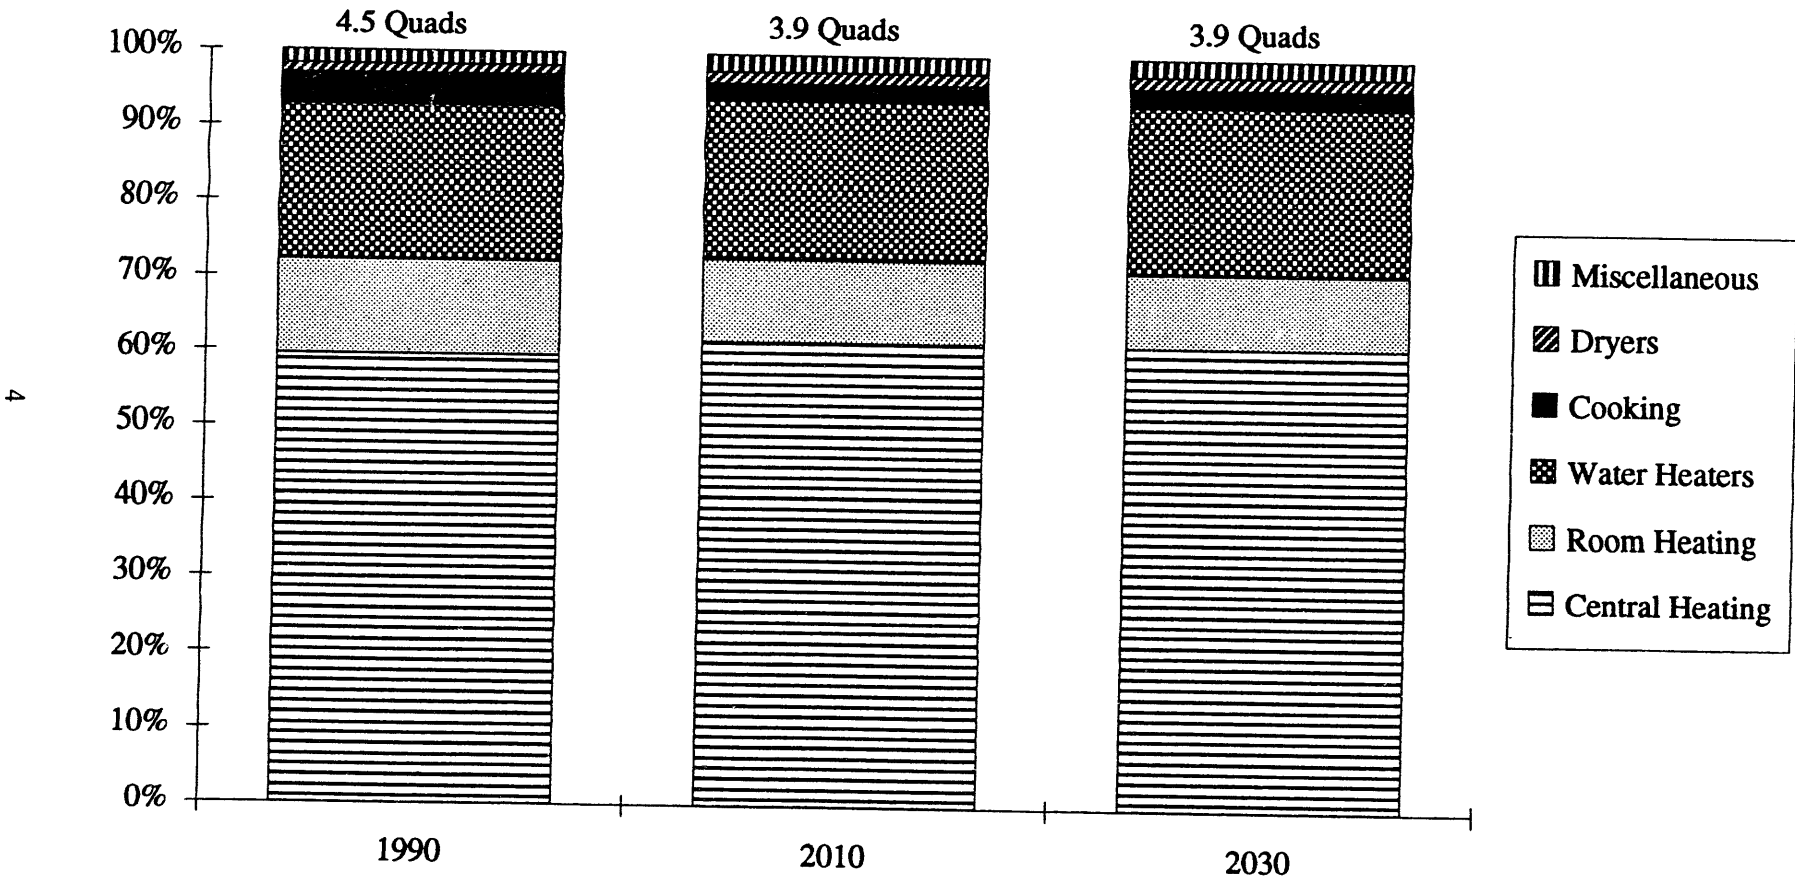 4.5 Quads
3.9 Quads
3.9 Quads
100%
90%
80%
70%
60%
50%
40%
30%
20%
10%
0%
1990
2010
2030
Miscellaneous
Dryers
Cooking
Water Heaters
Room Heating
Central Heating
4